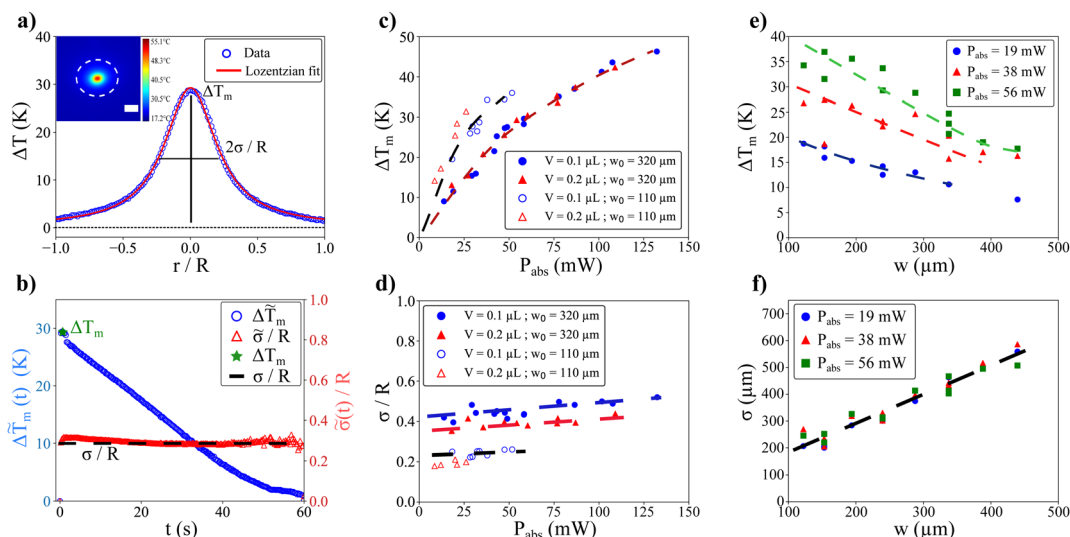 a)
ΔT (K)
40
35
30
25
20
15
10
5
0
55.1°C
48.3°C
40.5°C
30.5°C
17.2°C
Data
Lozentzian fit
ΔTm
2σ / R
−1.0
−0.5
0.0
0.5
1.0
r / R
b)
ΔT̃m (t) (K)
30
20
10
0
ΔTm
ΔT̃m
σ̃ / R
ΔTm
σ / R
σ / R
0
20
40
60
t (s)
1.0
0.8
0.6
0.4
0.2
0.0
σ̃(t) / R
c)
ΔTm (K)
50
40
30
20
10
0
V = 0.1 μL ; w0 = 320 μm
V = 0.2 μL ; w0 = 320 μm
V = 0.1 μL ; w0 = 110 μm
V = 0.2 μL ; w0 = 110 μm
0
25
50
75
100
125
150
Pabs (mW)
d)
σ / R
1.0
0.8
0.6
0.4
0.2
0.0
V = 0.1 μL ; w0 = 320 μm
V = 0.2 μL ; w0 = 320 μm
V = 0.1 μL ; w0 = 110 μm
V = 0.2 μL ; w0 = 110 μm
0
25
50
75
100
125
150
Pabs (mW)
e)
ΔTm (K)
40
35
30
25
20
15
10
5
0
Pabs = 19 mW
Pabs = 38 mW
Pabs = 56 mW
100
200
300
400
500
w (μm)
f)
σ (μm)
700
600
500
400
300
200
100
0
Pabs = 19 mW
Pabs = 38 mW
Pabs = 56 mW
100
200
300
400
500
w (μm)